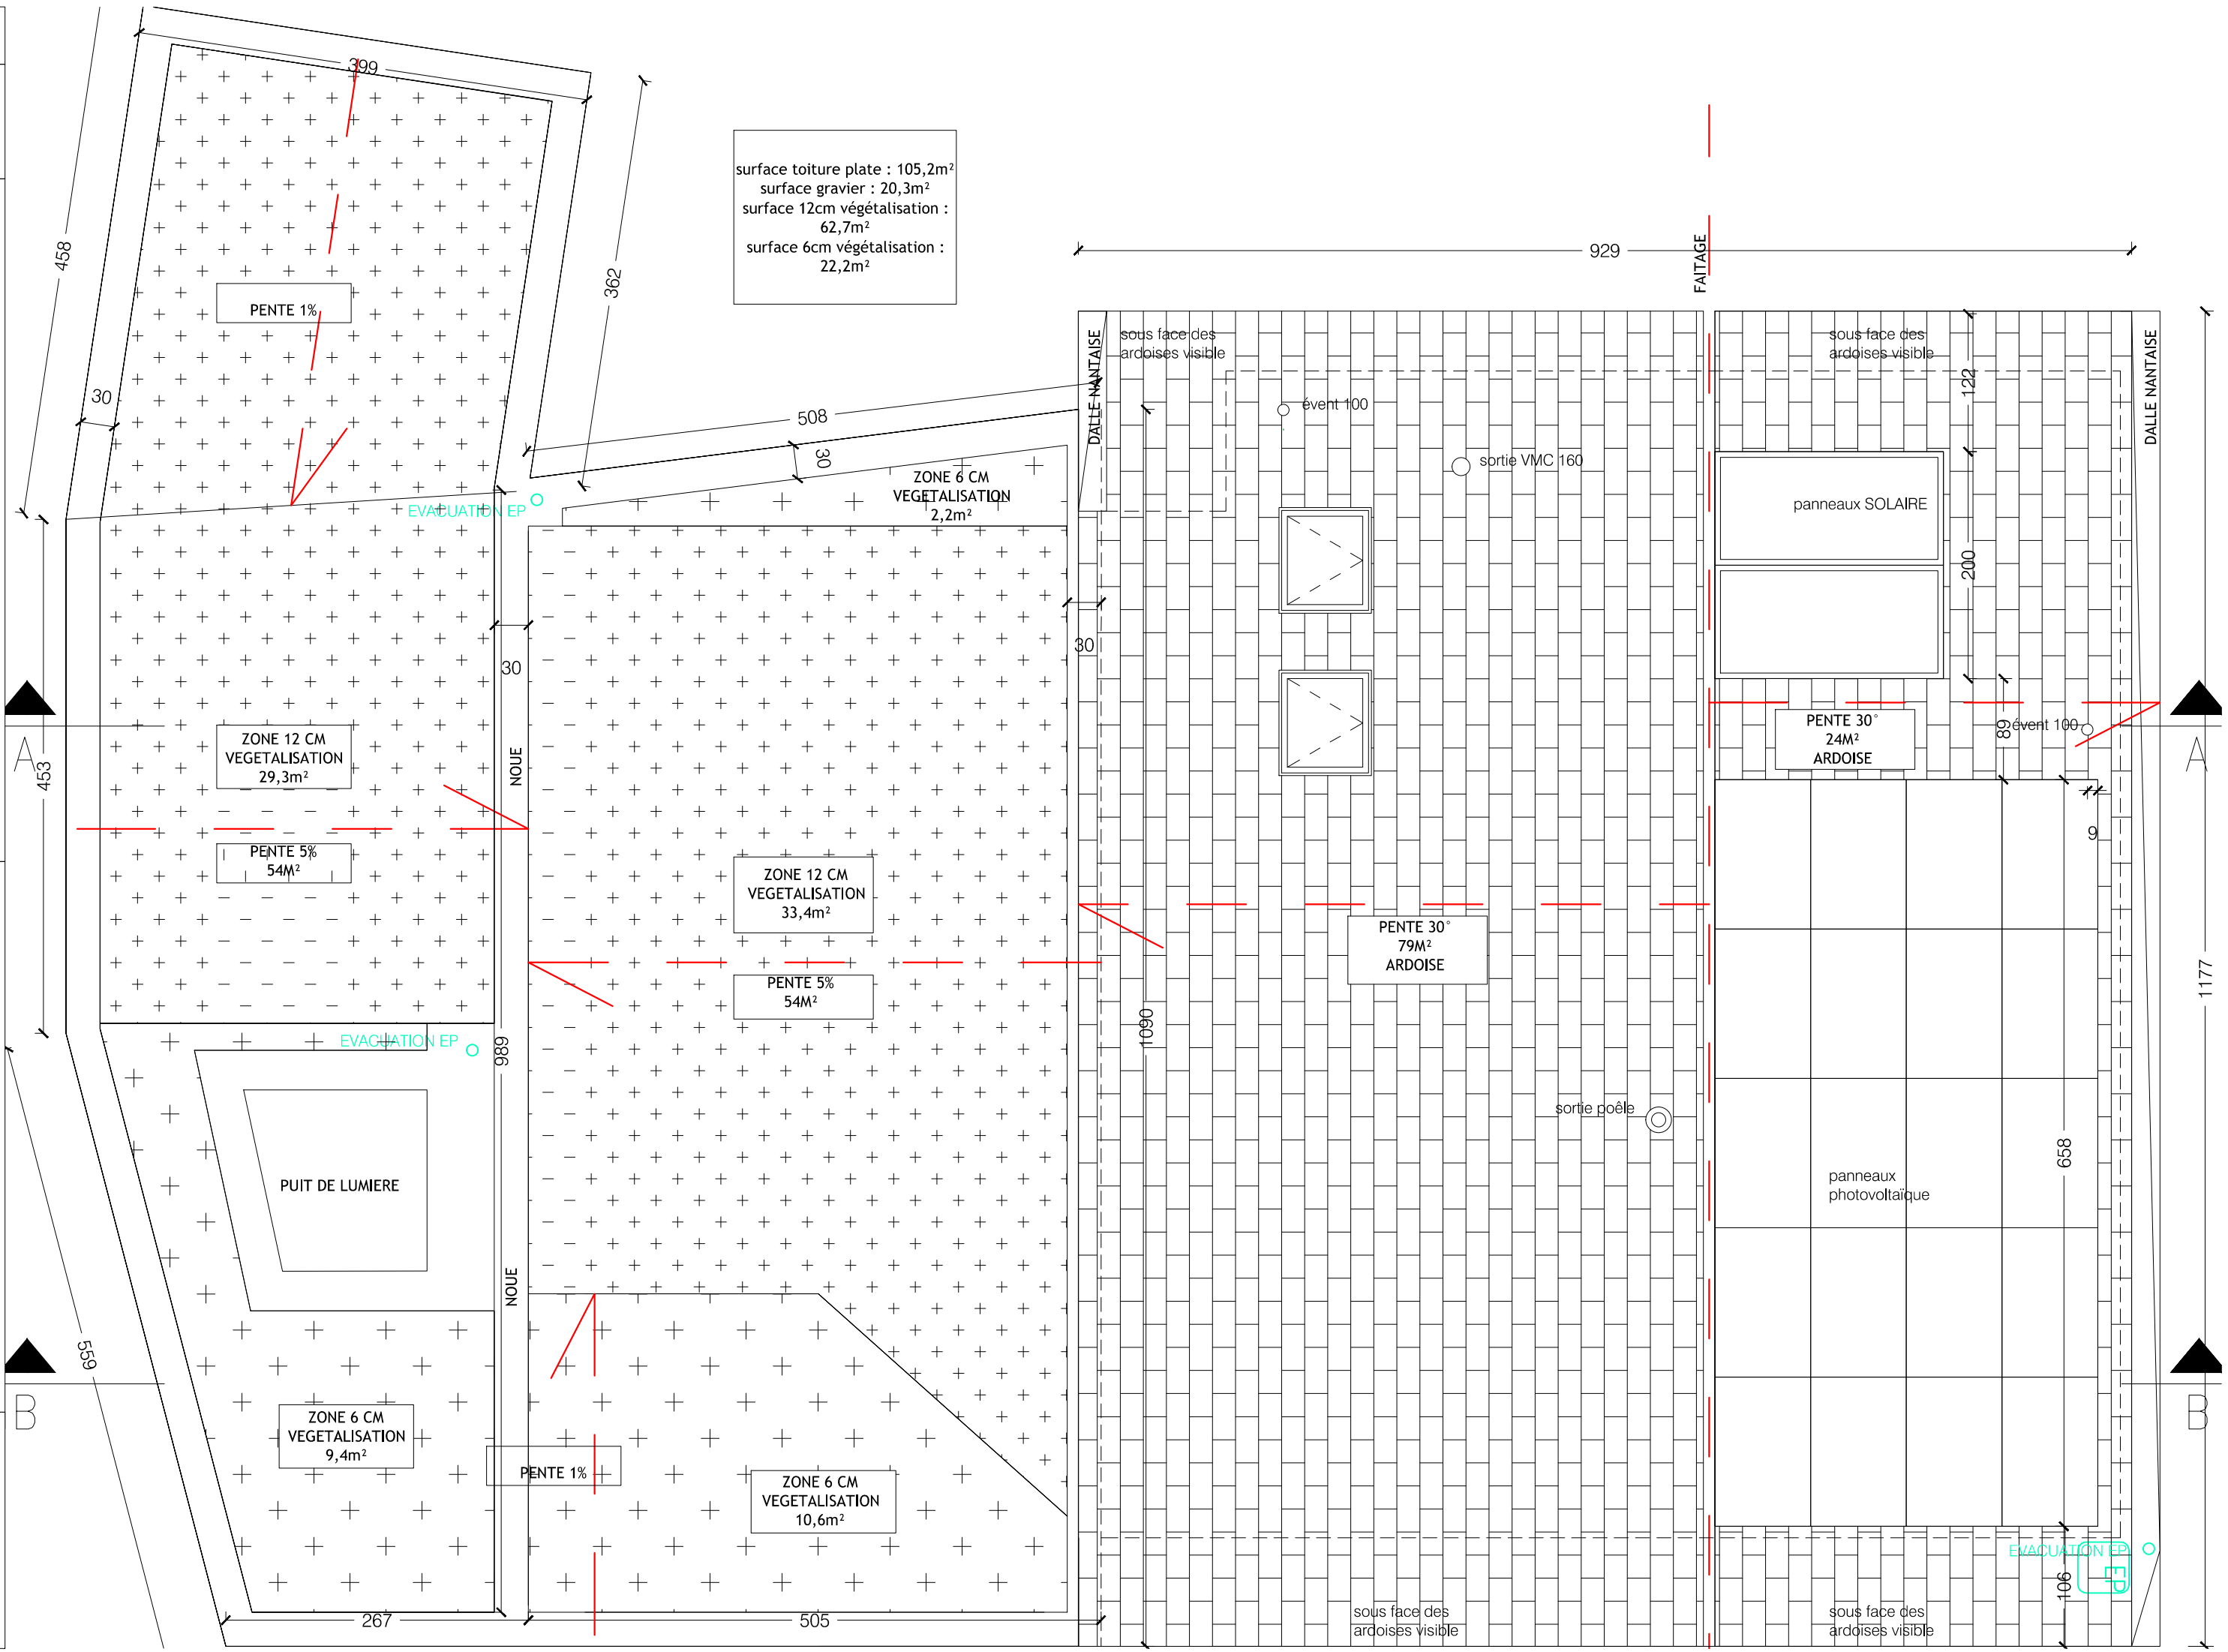 399
458
362
surface toiture plate : 105,2m²
surface gravier : 20,3m²
surface 12cm végétalisation :
62,7m²
surface 6cm végétalisation :
22,2m²
PENTE 1%
30
508
30
929
FAITAGE
DALLE NANTAISE
sous face des
ardoises visible
sous face des
ardoises visible
DALLE NANTAISE
122
évent 100
sortie VMC 160
panneaux SOLAIRE
200
ZONE 6 CM
VEGETALISATION
2,2m²
EVACUATION EP
30
30
A
453
ZONE 12 CM
VEGETALISATION
29,3m²
NOUE
PENTE 5%
54M²
ZONE 12 CM
VEGETALISATION
33,4m²
PENTE 5%
54M²
PENTE 30°
24M²
ARDOISE
89
évent 100
A
9
PENTE 30°
79M²
ARDOISE
1177
1090
989
EVACUATION EP
sortie poêle
658
panneaux
photovoltaïque
PUIT DE LUMIERE
NOUE
559
B
ZONE 6 CM
VEGETALISATION
9,4m²
PENTE 1%
ZONE 6 CM
VEGETALISATION
10,6m²
B
EVACUATION EP
EP
106
267
505
sous face des
ardoises visible
sous face des
ardoises visible